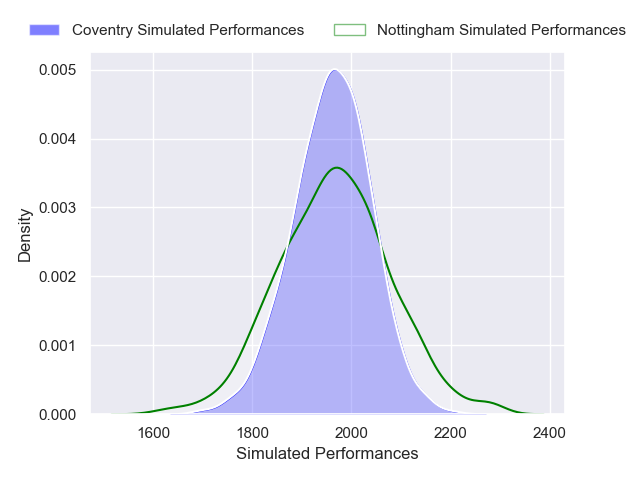 Coventry Simulated Performances Nottingham Simulated Performances
0.005
0.004
0.003
0.002
0.001
0.000
Density
1600 1800 2000 2200 2400
Simulated Performances